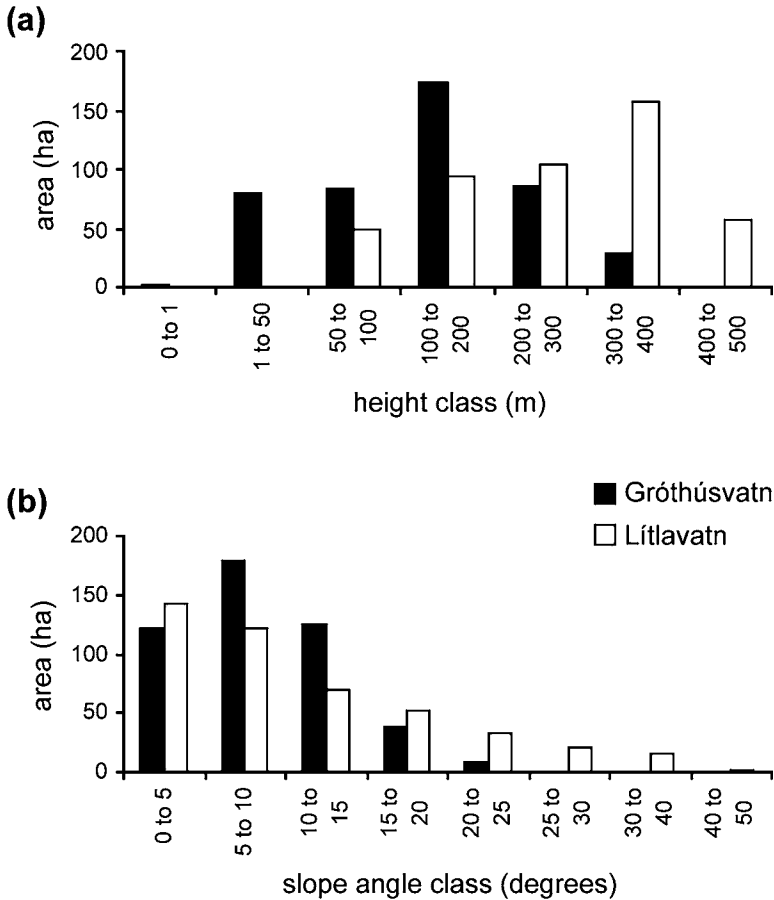 (a)
area (ha)
200
150
100
50
0
0 to 1
1 to 50
50 to
100
100 to
200
200 to
300
300 to
400
400 to
500
height class (m)
(b)
Gróthúsvatn
Lítlavatn
area (ha)
200
150
100
50
0
0 to 5
5 to 10
10 to
15
15 to
20
20 to
25
25 to
30
30 to
40
40 to
50
slope angle class (degrees)